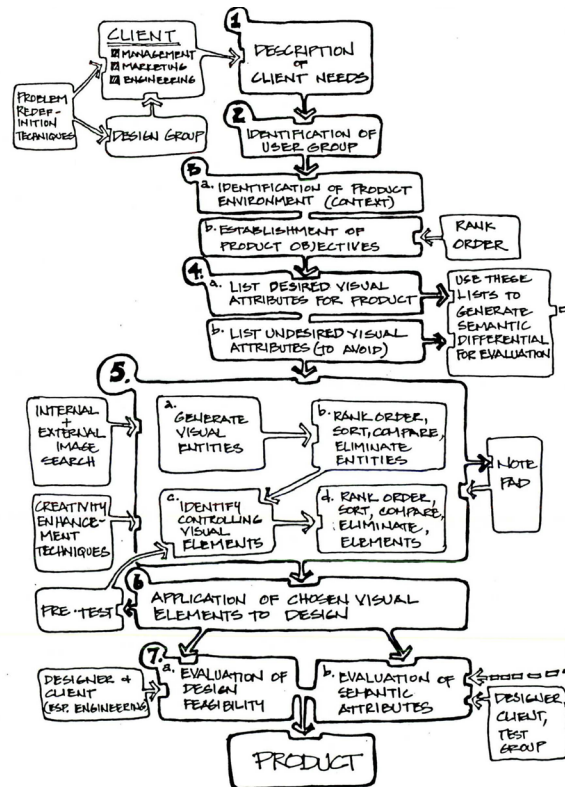 CLIENT
MANAGEMENT
MARKETING
ENGINEERING
PROBLEM
REDEF-
INITION
TECHNIQUES
DESIGN GROUP
1
DESCRIPTION
OF
CLIENT NEEDS
2
IDENTIFICATION OF
USER GROUP
3
a. IDENTIFICATION OF PRODUCT
ENVIRONMENT (CONTEXT)
b. ESTABLISHMENT OF
PRODUCT OBJECTIVES
RANK
ORDER
4.
a. LIST DESIRED VISUAL
ATTRIBUTES FOR PRODUCT
b. LIST UNDESIRED VISUAL
ATTRIBUTES (TO AVOID)
USE THESE
LISTS TO
GENERATE
SEMANTIC
DIFFERENTIAL
FOR EVALUATION
5.
INTERNAL
+
EXTERNAL
IMAGE
SEARCH
CREATIVITY
ENHANCE-
MENT
TECHNIQUES
a. GENERATE
VISUAL
ENTITIES
b. RANK ORDER,
SORT, COMPARE,
ELIMINATE
ENTITIES
c. IDENTIFY
CONTROLLING
VISUAL
ELEMENTS
d. RANK ORDER,
SORT, COMPARE,
ELIMINATE,
ELEMENTS
NOTE
PAD
PRE-TEST
6
APPLICATION OF CHOSEN VISUAL
ELEMENTS TO DESIGN
7.
DESIGNER &
CLIENT
(ESP. ENGINEERING)
a. EVALUATION OF
DESIGN
FEASIBILITY
b. EVALUATION OF
SEMANTIC
ATTRIBUTES
DESIGNER,
CLIENT,
TEST
GROUP
PRODUCT